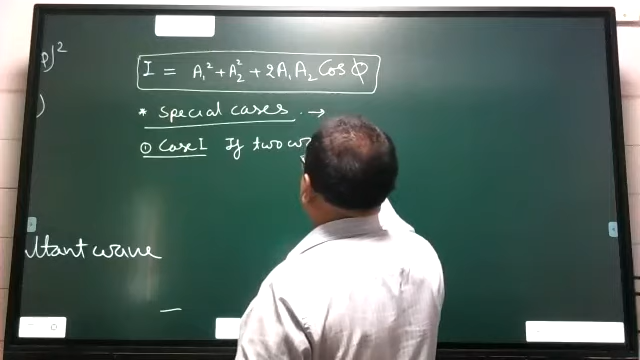 I = A₁² + A₂² + 2A₁A₂ Cos ϕ
* Special cases. →
① Case I If two
)²
)
ltant wave